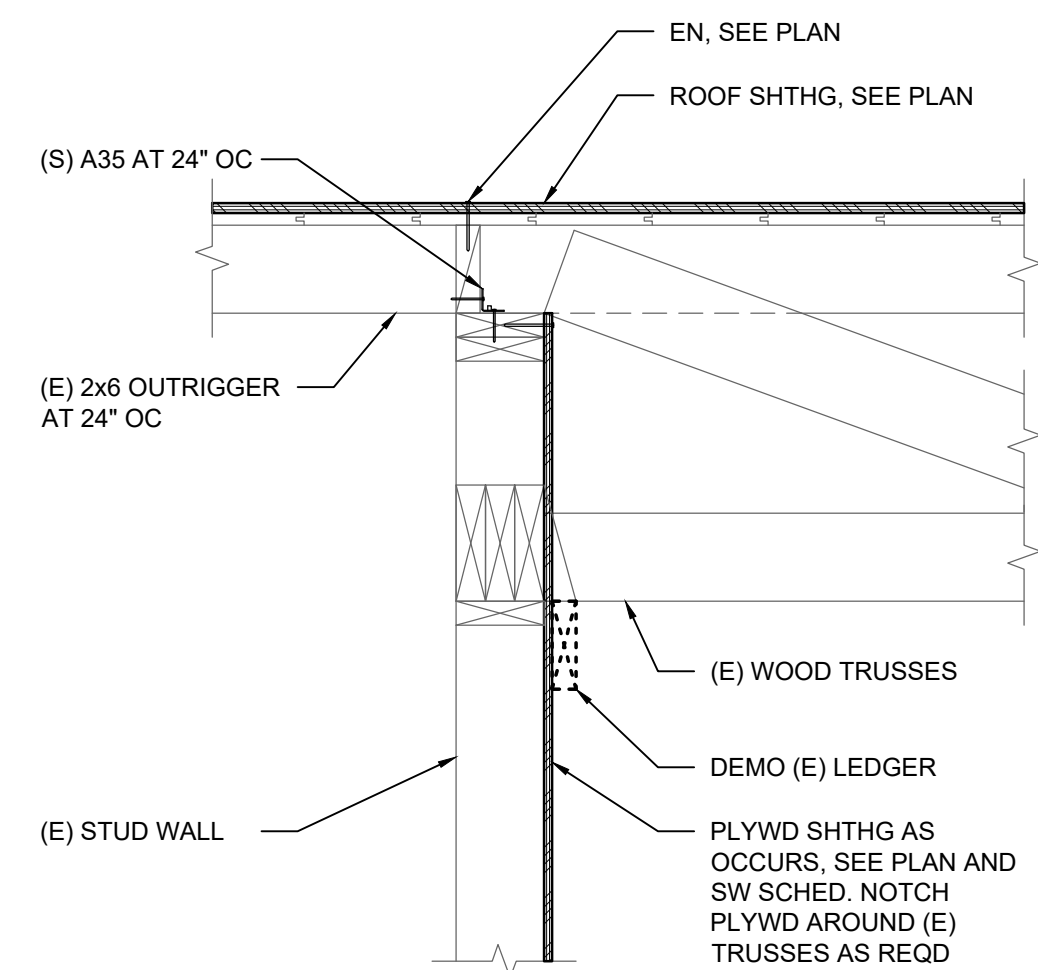 EN, SEE PLAN
ROOF SHTHG, SEE PLAN
(S) A35 AT 24" OC
(E) 2x6 OUTRIGGER
AT 24" OC
(E) WOOD TRUSSES
DEMO (E) LEDGER
(E) STUD WALL
PLYWD SHTHG AS
OCCURS, SEE PLAN AND
SW SCHED. NOTCH
PLYWD AROUND (E)
TRUSSES AS REQD